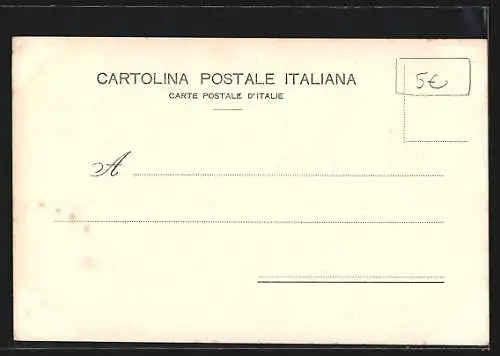 CARTOLINA POSTALE ITALIANA
CARTE POSTALE D'ITALIE
5€
A